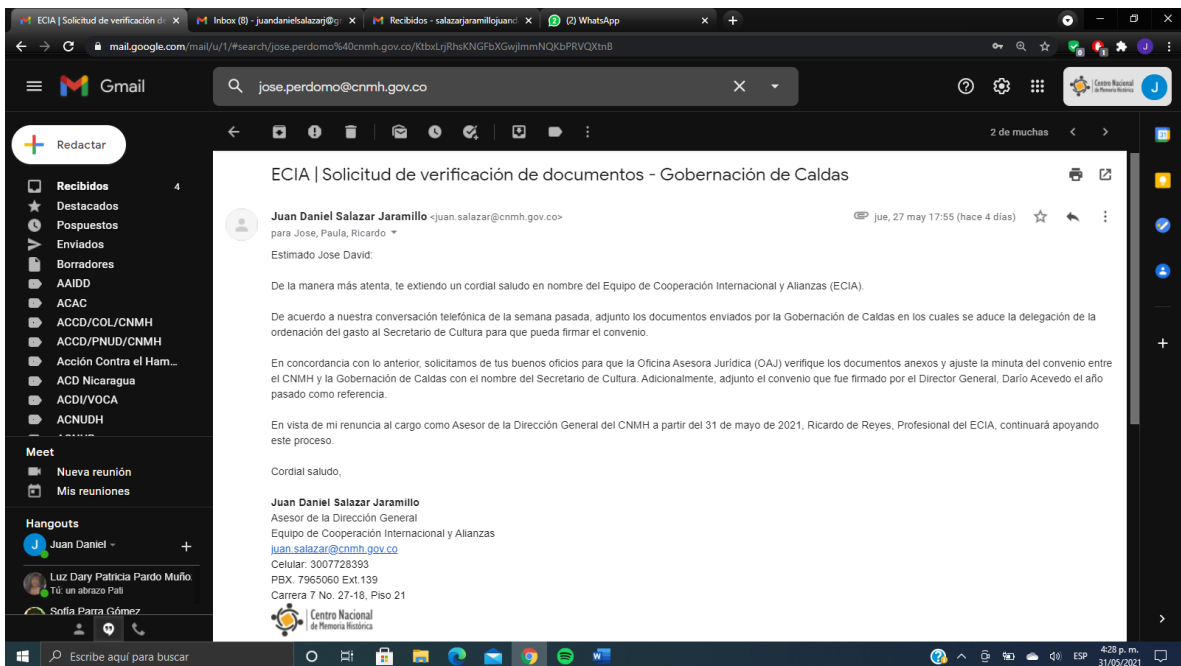 ECIA | Solicitud de verificación de
Inbox (8) - juandanielsalazarj@g
Recibidos - salazarjaramillojuand
(2) WhatsApp
mail.google.com/mail/u/1/#search/jose.perdomo%40cnmh.gov.co/KtbxLrjRhsKNGFbXGwjlmmNQKbPRVQXtnB
Gmail
jose.perdomo@cnmh.gov.co
Centro Nacional
de Memoria Histórica
J
Redactar
2 de muchas
Recibidos 4
Destacados
Pospuestos
Enviados
Borradores
AAIDD
ACAC
ACCD/COL/CNMH
ACCD/PNUD/CNMH
Acción Contra el Ham...
ACD Nicaragua
ACDI/VOCA
ACNUDH
Meet
Nueva reunión
Mis reuniones
Hangouts
J Juan Daniel
Luz Dary Patricia Pardo Muño
Tú: un abrazo Pati
Sofía Parra Gómez
ECIA | Solicitud de verificación de documentos - Gobernación de Caldas
Juan Daniel Salazar Jaramillo <juan.salazar@cnmh.gov.co>
jue, 27 may 17:55 (hace 4 días)
para Jose, Paula, Ricardo
Estimado Jose David:
De la manera más atenta, te extiendo un cordial saludo en nombre del Equipo de Cooperación Internacional y Alianzas (ECIA).
De acuerdo a nuestra conversación telefónica de la semana pasada, adjunto los documentos enviados por la Gobernación de Caldas en los cuales se aduce la delegación de la
ordenación del gasto al Secretario de Cultura para que pueda firmar el convenio.
En concordancia con lo anterior, solicitamos de tus buenos oficios para que la Oficina Asesora Jurídica (OAJ) verifique los documentos anexos y ajuste la minuta del convenio entre
el CNMH y la Gobernación de Caldas con el nombre del Secretario de Cultura. Adicionalmente, adjunto el convenio que fue firmado por el Director General, Darío Acevedo el año
pasado como referencia.
En vista de mi renuncia al cargo como Asesor de la Dirección General del CNMH a partir del 31 de mayo de 2021, Ricardo de Reyes, Profesional del ECIA, continuará apoyando
este proceso.
Cordial saludo,
Juan Daniel Salazar Jaramillo
Asesor de la Dirección General
Equipo de Cooperación Internacional y Alianzas
juan.salazar@cnmh.gov.co
Celular: 3007728393
PBX. 7965060 Ext.139
Carrera 7 No. 27-18, Piso 21
Centro Nacional
de Memoria Histórica
Escribe aquí para buscar
ESP
4:28 p. m.
31/05/2021